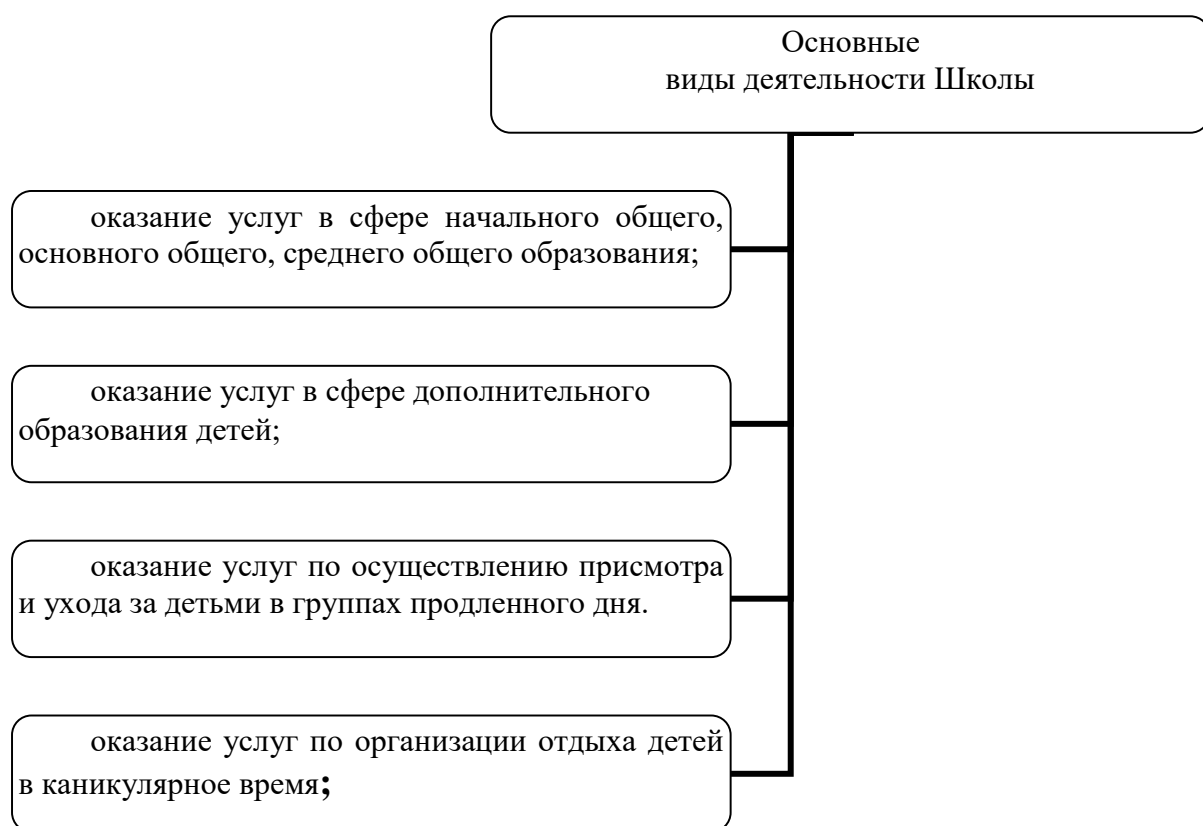 Основные
виды деятельности Школы
оказание услуг в сфере начального общего,
основного общего, среднего общего образования;
оказание услуг в сфере дополнительного
образования детей;
оказание услуг по осуществлению присмотра
и ухода за детьми в группах продленного дня.
оказание услуг по организации отдыха детей
в каникулярное время;